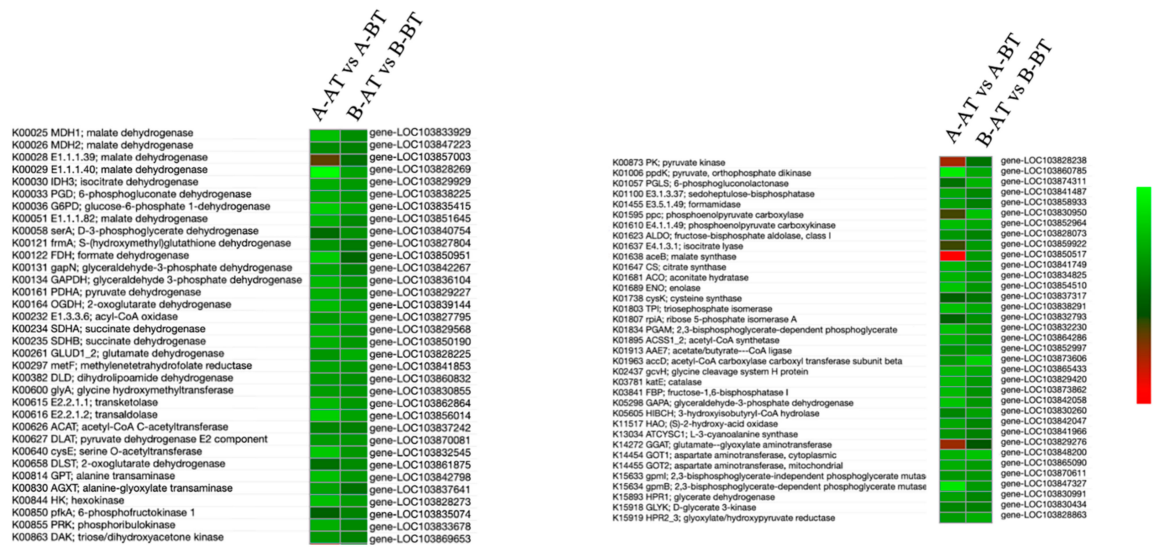 A-AT vs A-BT
B-AT vs B-BT
K00025 MDH1; malate dehydrogenase gene-LOC103833929
K00026 MDH2; malate dehydrogenase gene-LOC103847223
K00028 E1.1.1.39; malate dehydrogenase gene-LOC103857003
K00029 E1.1.1.40; malate dehydrogenase gene-LOC103828269
K00030 IDH3; isocitrate dehydrogenase gene-LOC103829929
K00033 PGD; 6-phosphogluconate dehydrogenase gene-LOC103838225
K00036 G6PD; glucose-6-phosphate 1-dehydrogenase gene-LOC103835415
K00051 E1.1.1.82; malate dehydrogenase gene-LOC103851645
K00058 serA; D-3-phosphoglycerate dehydrogenase gene-LOC103840754
K00121 frmA; S-(hydroxymethyl)glutathione dehydrogenase gene-LOC103827804
K00122 FDH; formate dehydrogenase gene-LOC103850951
K00131 gapN; glyceraldehyde-3-phosphate dehydrogenase gene-LOC103842267
K00134 GAPDH; glyceraldehyde 3-phosphate dehydrogenase gene-LOC103836104
K00161 PDHA; pyruvate dehydrogenase gene-LOC103829227
K00164 OGDH; 2-oxoglutarate dehydrogenase gene-LOC103839144
K00232 E1.3.3.6; acyl-CoA oxidase gene-LOC103827795
K00234 SDHA; succinate dehydrogenase gene-LOC103829568
K00235 SDHB; succinate dehydrogenase gene-LOC103850190
K00261 GLUD1_2; glutamate dehydrogenase gene-LOC103828225
K00297 metF; methylenetetrahydrofolate reductase gene-LOC103841853
K00382 DLD; dihydrolipoamide dehydrogenase gene-LOC103860832
K00600 glyA; glycine hydroxymethyltransferase gene-LOC103830855
K00615 E2.2.1.1; transketolase gene-LOC103862864
K00616 E2.2.1.2; transaldolase gene-LOC103856014
K00626 ACAT; acetyl-CoA C-acetyltransferase gene-LOC103837242
K00627 DLAT; pyruvate dehydrogenase E2 component gene-LOC103870081
K00640 cysE; serine O-acetyltransferase gene-LOC103832545
K00658 DLST; 2-oxoglutarate dehydrogenase gene-LOC103861875
K00814 GPT; alanine transaminase gene-LOC103842798
K00830 AGXT; alanine-glyoxylate transaminase gene-LOC103837641
K00844 HK; hexokinase gene-LOC103828273
K00850 pfkA; 6-phosphofructokinase 1 gene-LOC103835074
K00855 PRK; phosphoribulokinase gene-LOC103833678
K00863 DAK; triose/dihydroxyacetone kinase gene-LOC103869653
A-AT vs A-BT
B-AT vs B-BT
K00873 PK; pyruvate kinase gene-LOC103828238
K01006 ppdK; pyruvate, orthophosphate dikinase gene-LOC103860785
K01057 PGLS; 6-phosphogluconolactonase gene-LOC103874311
K01100 E3.1.3.37; sedoheptulose-bisphosphatase gene-LOC103841487
K01455 E3.5.1.49; formamidase gene-LOC103858933
K01595 ppc; phosphoenolpyruvate carboxylase gene-LOC103830950
K01610 E4.1.1.49; phosphoenolpyruvate carboxykinase gene-LOC103852964
K01623 ALDO; fructose-bisphosphate aldolase, class I gene-LOC103828073
K01637 E4.1.3.1; isocitrate lyase gene-LOC103859922
K01638 aceB; malate synthase gene-LOC103850517
K01647 CS; citrate synthase gene-LOC103841749
K01681 ACO; aconitate hydratase gene-LOC103834825
K01689 ENO; enolase gene-LOC103854510
K01738 cysK; cysteine synthase gene-LOC103837317
K01803 TPI; triosephosphate isomerase gene-LOC103838291
K01807 rpiA; ribose 5-phosphate isomerase A gene-LOC103832793
K01834 PGAM; 2,3-bisphosphoglycerate-dependent phosphoglycerate gene-LOC103832230
K01895 ACSS1_2; acetyl-CoA synthetase gene-LOC103864286
K01913 AAE7; acetate/butyrate---CoA ligase gene-LOC103852997
K01963 accD; acetyl-CoA carboxylase carboxyl transferase subunit beta gene-LOC103873606
K02437 gcvH; glycine cleavage system H protein gene-LOC103865433
K03781 katE; catalase gene-LOC103829420
K03841 FBP; fructose-1,6-bisphosphatase I gene-LOC103873862
K05298 GAPA; glyceraldehyde-3-phosphate dehydrogenase gene-LOC103842058
K05605 HIBCH; 3-hydroxyisobutyryl-CoA hydrolase gene-LOC103830260
K11517 HAO; (S)-2-hydroxy-acid oxidase gene-LOC103842047
K13034 ATCYSC1; L-3-cyanoalanine synthase gene-LOC103841966
K14272 GGAT; glutamate--glyoxylate aminotransferase gene-LOC103829276
K14454 GOT1; aspartate aminotransferase, cytoplasmic gene-LOC103848200
K14455 GOT2; aspartate aminotransferase, mitochondrial gene-LOC103865090
K15633 gpmI; 2,3-bisphosphoglycerate-independent phosphoglycerate mutas gene-LOC103870611
K15634 gpmB; 2,3-bisphosphoglycerate-dependent phosphoglycerate mutase gene-LOC103847327
K15893 HPR1; glycerate dehydrogenase gene-LOC103830991
K15918 GLYK; D-glycerate 3-kinase gene-LOC103830434
K15919 HPR2_3; glyoxylate/hydroxypyruvate reductase gene-LOC103828863